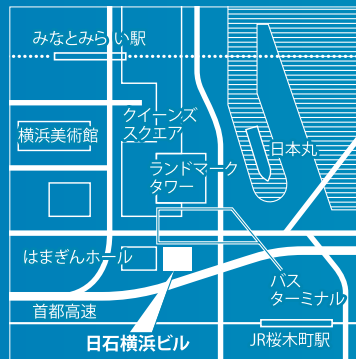 みなとみらい駅
クイーンズ
スクエア
横浜美術館
日本丸
ランドマーク
タワー
はまぎんホール
バス
ターミナル
首都高速
日石横浜ビル
JR桜木町駅